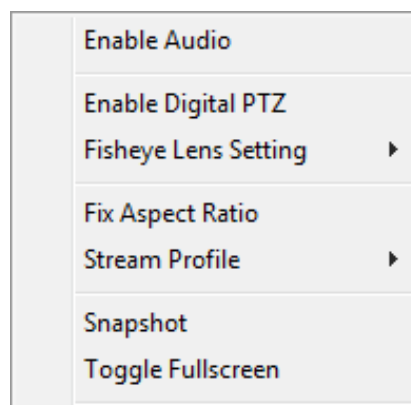 Enable Audio
Enable Digital PTZ
Fisheye Lens Setting
Fix Aspect Ratio
Stream Profile
Snapshot
Toggle Fullscreen